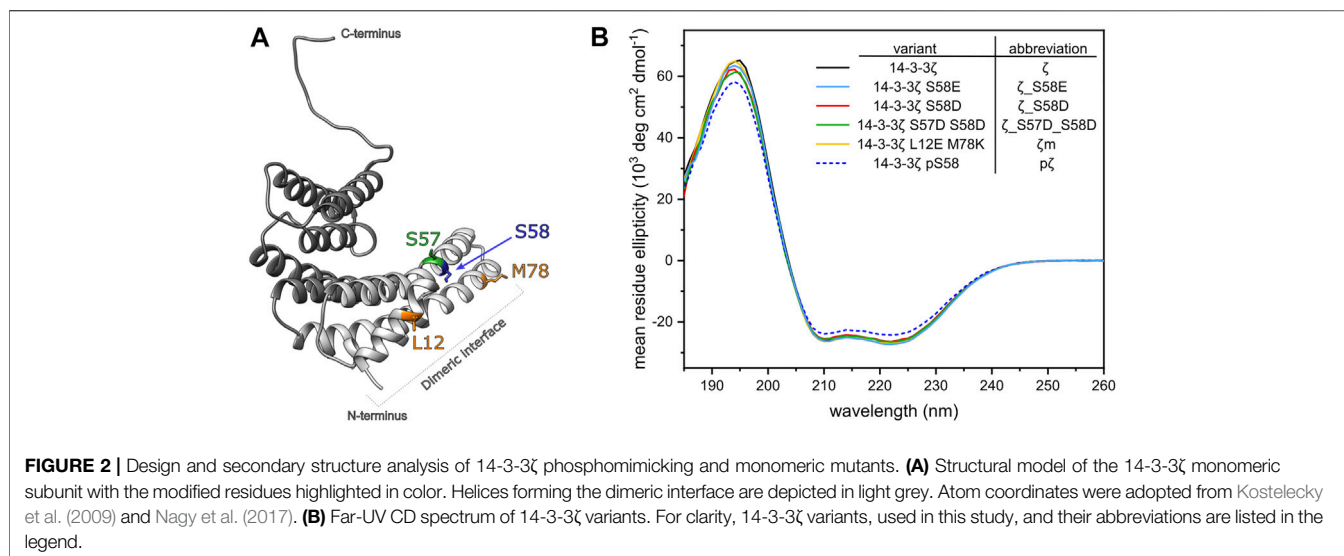 A
C-terminus
S57
S58
M78
L12
Dimeric interface
N-terminus
B
mean residue ellipticity (10³ deg cm² dmol⁻¹)
60
40
20
0
-20
variant abbreviation
14-3-3ζ ζ
14-3-3ζ S58E ζ_S58E
14-3-3ζ S58D ζ_S58D
14-3-3ζ S57D S58D ζ_S57D_S58D
14-3-3ζ L12E M78K ζm
14-3-3ζ pS58 pζ
190 200 210 220 230 240 250 260
wavelength (nm)
FIGURE 2 | Design and secondary structure analysis of 14-3-3ζ phosphomimicking and monomeric mutants. (A) Structural model of the 14-3-3ζ monomeric
subunit with the modified residues highlighted in color. Helices forming the dimeric interface are depicted in light grey. Atom coordinates were adopted from Kostelecky
et al. (2009) and Nagy et al. (2017). (B) Far-UV CD spectrum of 14-3-3ζ variants. For clarity, 14-3-3ζ variants, used in this study, and their abbreviations are listed in the
legend.